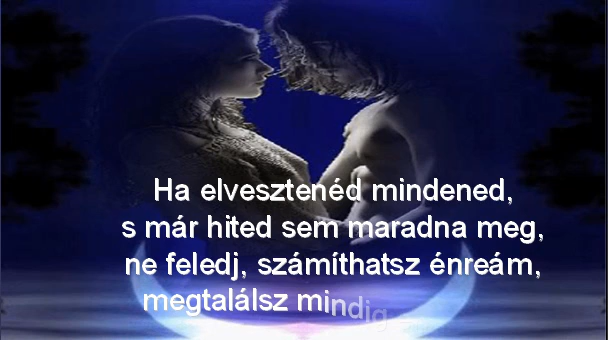 Ha elvesztenéd mindened,
s már hited sem maradna meg,
ne feledj, számíthatsz énreám,
megtalálsz mindig